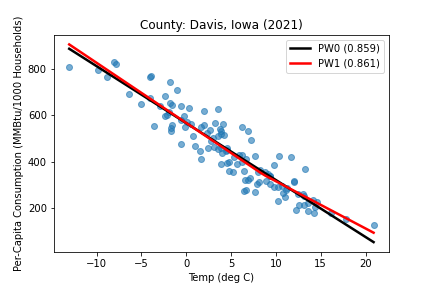 County: Davis, Iowa (2021)
PW0 (0.859)
PW1 (0.861)
Per-Capita Consumption (MMBtu/1000 Households)
800
600
400
200
−10 −5 0 5 10 15 20
Temp (deg C)